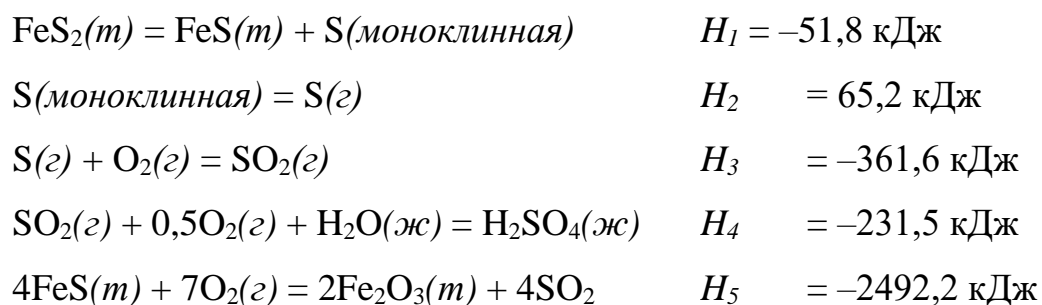 FeS₂(т) = FeS(т) + S(моноклинная) H₁ = –51,8 кДж
S(моноклинная) = S(г) H₂ = 65,2 кДж
S(г) + O₂(г) = SO₂(г) H₃ = –361,6 кДж
SO₂(г) + 0,5O₂(г) + H₂O(ж) = H₂SO₄(ж) H₄ = –231,5 кДж
4FeS(т) + 7O₂(г) = 2Fe₂O₃(т) + 4SO₂ H₅ = –2492,2 кДж